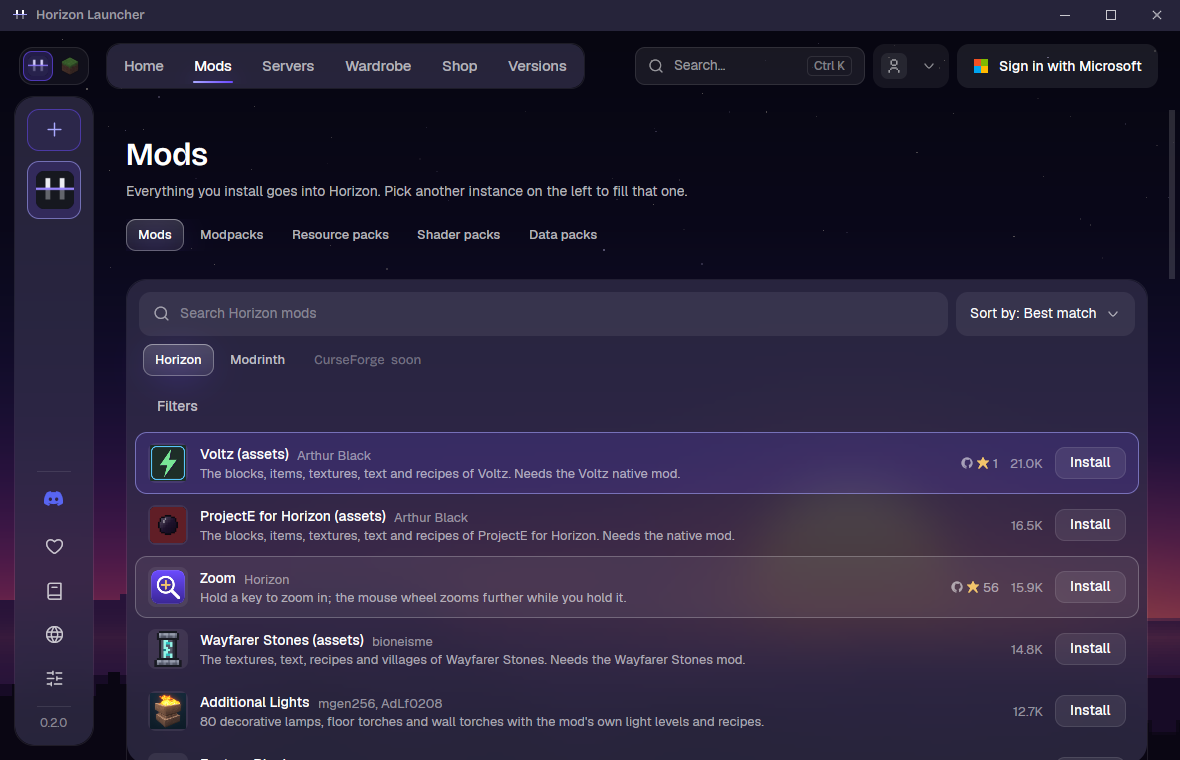 Horizon Launcher
Home Mods Servers Wardrobe Shop Versions
Search... Ctrl K
Sign in with Microsoft
Mods
Everything you install goes into Horizon. Pick another instance on the left to fill that one.
Mods Modpacks Resource packs Shader packs Data packs
Search Horizon mods
Sort by: Best match
Horizon Modrinth CurseForge soon
Filters
Voltz (assets) Arthur Black
The blocks, items, textures, text and recipes of Voltz. Needs the Voltz native mod.
1 21.0K Install
ProjectE for Horizon (assets) Arthur Black
The blocks, items, textures, text and recipes of ProjectE for Horizon. Needs the native mod.
16.5K Install
Zoom Horizon
Hold a key to zoom in; the mouse wheel zooms further while you hold it.
56 15.9K Install
Wayfarer Stones (assets) bioneisme
The textures, text, recipes and villages of Wayfarer Stones. Needs the Wayfarer Stones mod.
14.8K Install
Additional Lights mgen256, AdLf0208
80 decorative lamps, floor torches and wall torches with the mod's own light levels and recipes.
12.7K Install
0.2.0